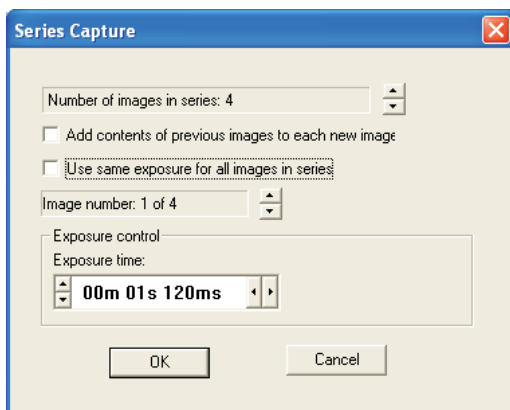 Series Capture
Number of images in series: 4
Add contents of previous images to each new image
Use same exposure for all images in series
Image number: 1 of 4
Exposure control
Exposure time:
00m 01s 120ms
OK
Cancel